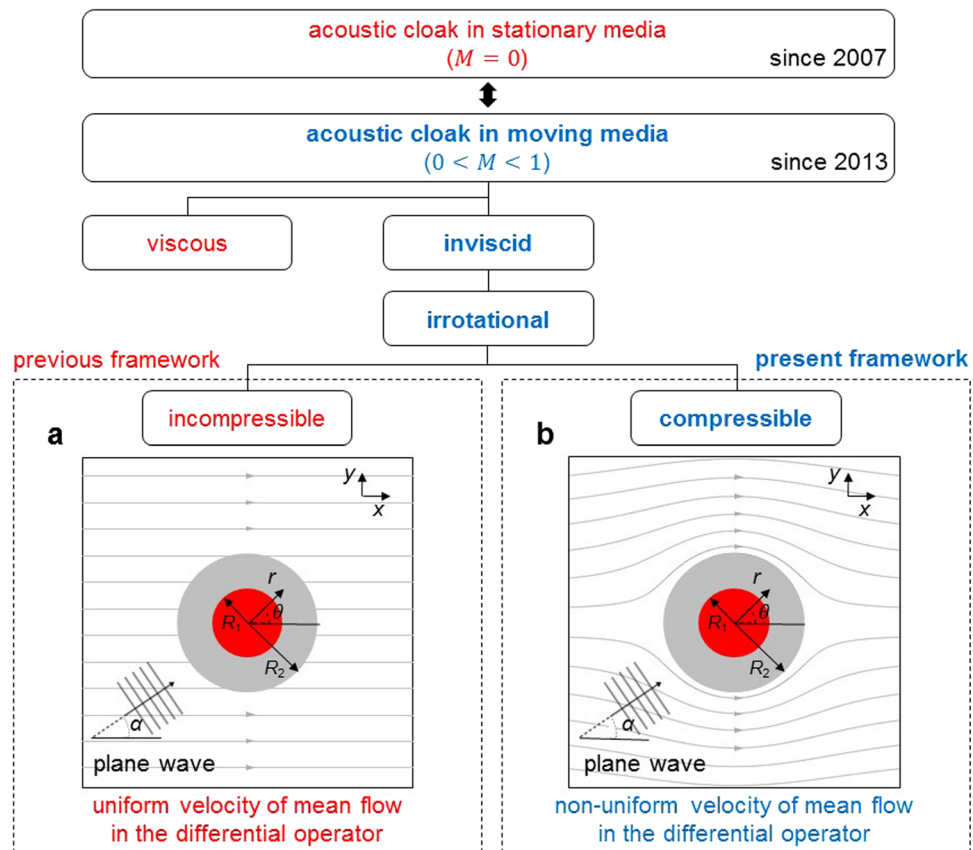 acoustic cloak in stationary media
(M = 0)
since 2007
acoustic cloak in moving media
(0 < M < 1)
since 2013
viscous
inviscid
irrotational
previous framework
present framework
incompressible
compressible
a
y
x
r
θ
R1
R2
α
plane wave
uniform velocity of mean flow
in the differential operator
b
y
x
r
θ
R1
R2
α
plane wave
non-uniform velocity of mean flow
in the differential operator